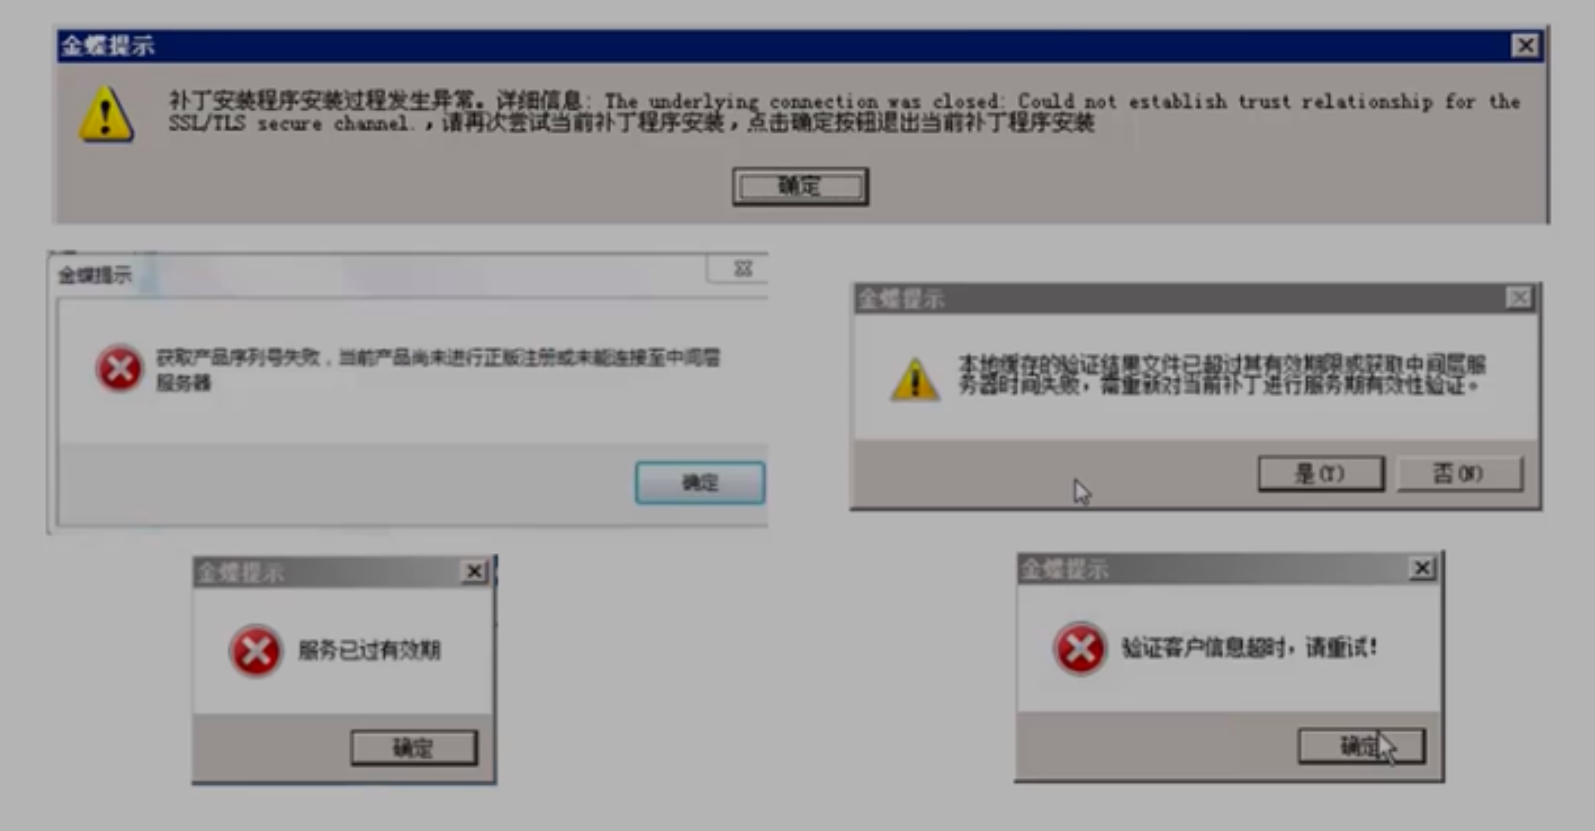 金蝶提示
补丁安装程序安装过程发生异常。详细信息: The underlying connection was closed: Could not establish trust relationship for the
SSL/TLS secure channel.，请再次尝试当前补丁程序安装，点击确定按钮退出当前补丁程序安装
确定
金蝶提示
获取产品序列号失败，当前产品尚未进行正版注册或未能连接至中间层
服务器
确定
金蝶提示
本地缓存的验证结果文件已超过其有效期限或获取中间层服
务器时间失败，需重新对当前补丁进行服务期有效性验证。
是(Y)
否(N)
金蝶提示
服务已过有效期
确定
金蝶提示
验证客户信息超时，请重试!
确定